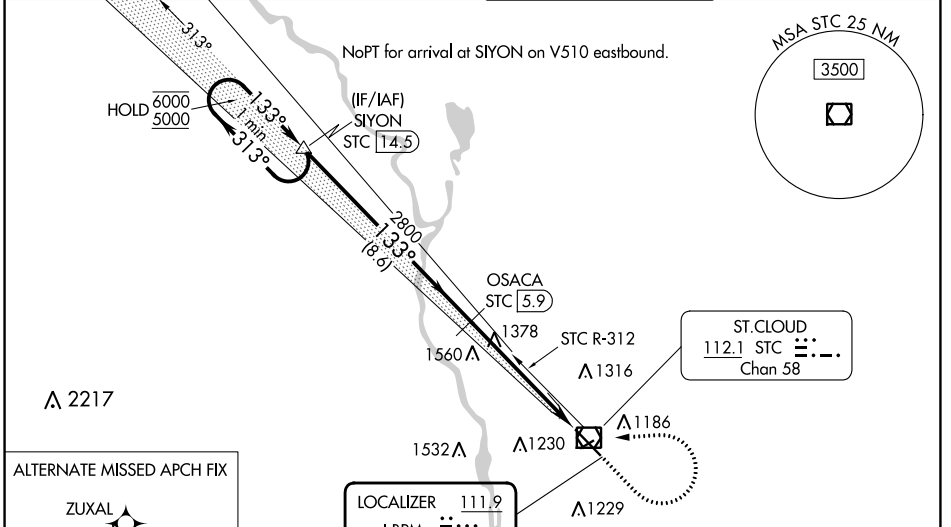 313°
NoPT for arrival at SIYON on V510 eastbound.
MSA STC 25 NM
3500
HOLD 6000
5000
133°
1 min
313°
(IF/IAF)
SIYON
STC 14.5
2800
133°
(8.6)
OSACA
STC 5.9
1378
1560
STC R-312
1316
ST.CLOUD
112.1 STC
Chan 58
2217
1186
1532
1230
ALTERNATE MISSED APCH FIX
ZUXAL
LOCALIZER 111.9
1229